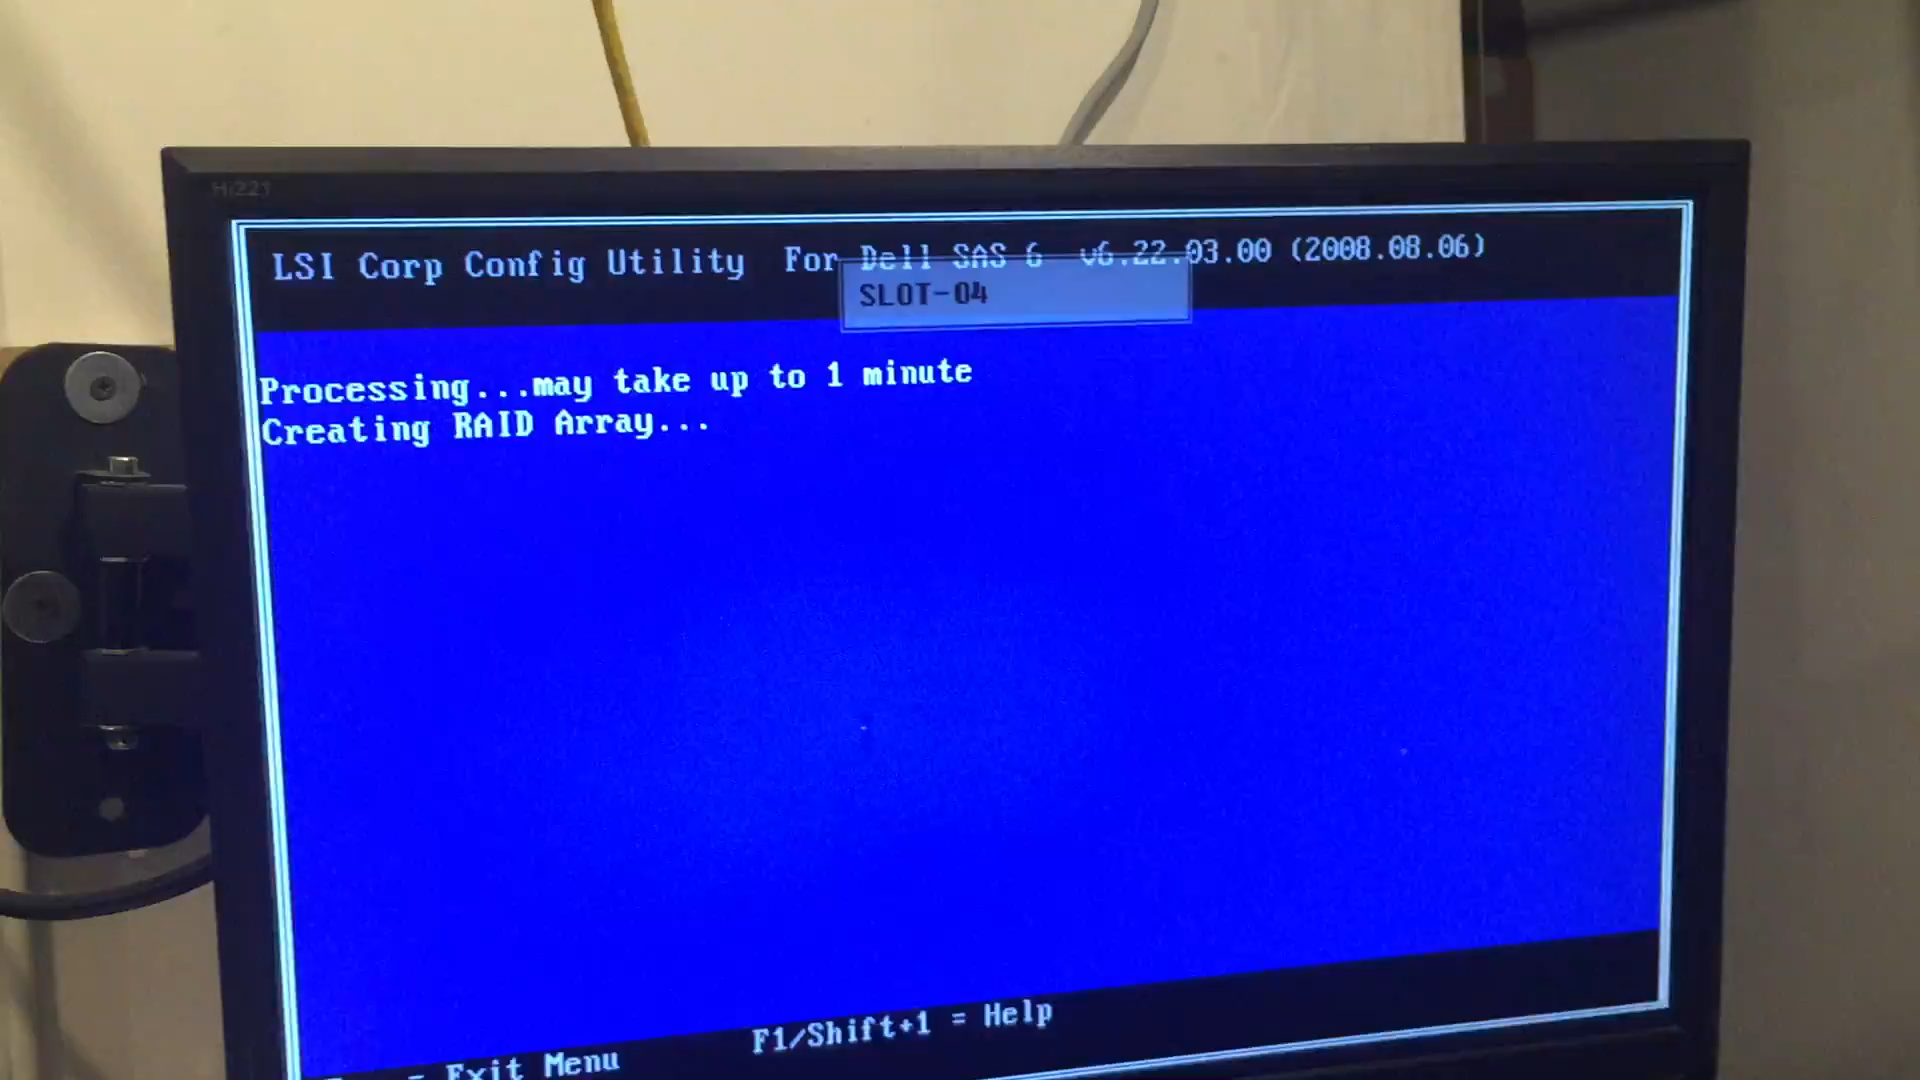 Hi221
LSI Corp Config Utility For Dell SAS 6 v6.22.03.00 (2008.08.06)
SLOT-04
Processing...may take up to 1 minute
Creating RAID Array...
F1/Shift+1 = Help
= Exit Menu